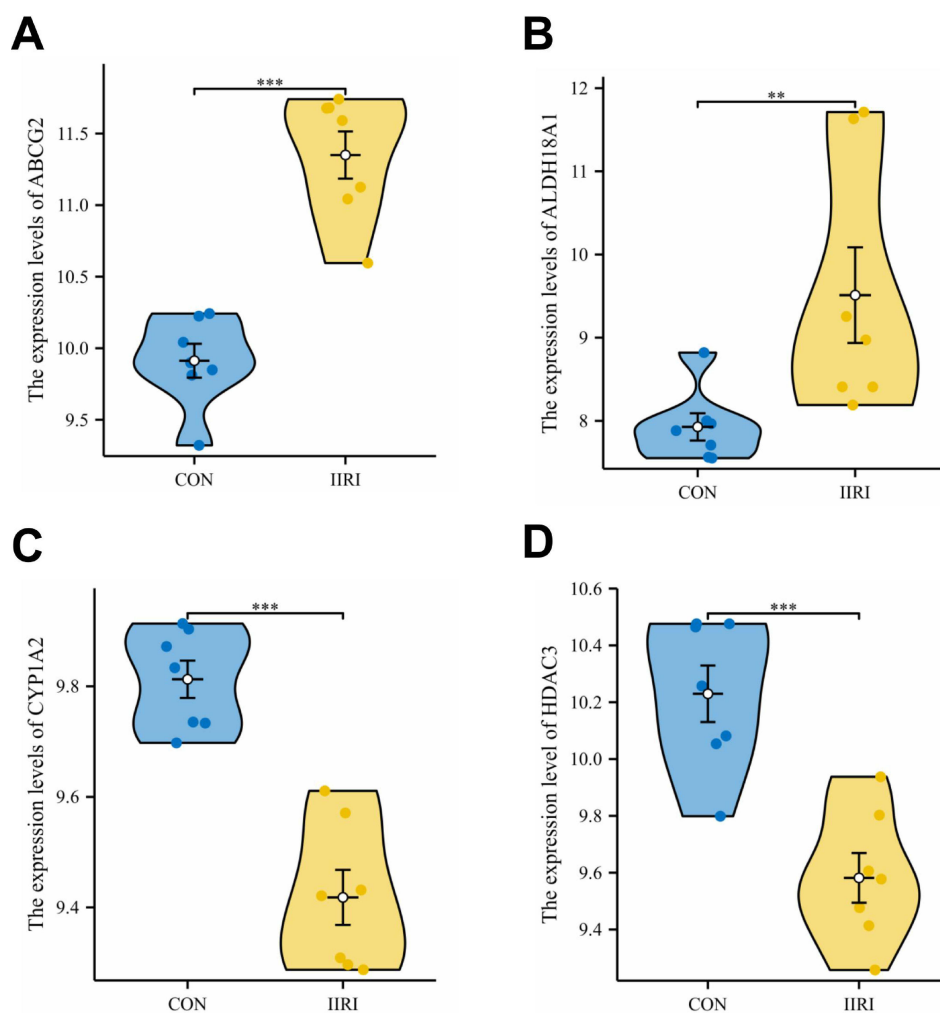 A
The expression levels of ABCG2
11.5
11.0
10.5
10.0
9.5
***
CON
IIRI
B
The expression levels of ALDH18A1
12
11
10
9
8
**
CON
IIRI
C
The expression levels of CYP1A2
9.8
9.6
9.4
***
CON
IIRI
D
The expression level of HDAC3
10.6
10.4
10.2
10.0
9.8
9.6
9.4
***
CON
IIRI